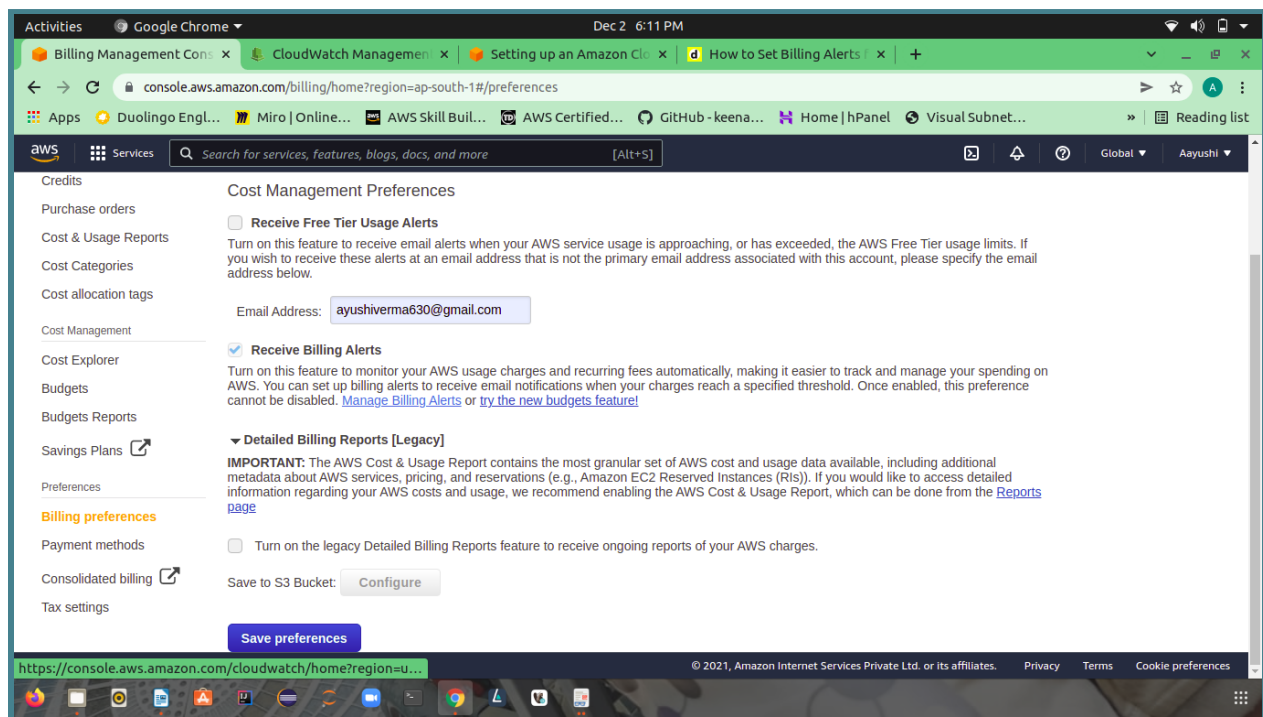 Activities Google Chrome Dec 2 6:11 PM
Billing Management Cons CloudWatch Management Setting up an Amazon Clo d How to Set Billing Alerts f
console.aws.amazon.com/billing/home?region=ap-south-1#/preferences A
Apps Duolingo Engl... Miro | Online... AWS Skill Buil... AWS Certified... GitHub - keena... Home | hPanel Visual Subnet... » Reading list
aws Services Search for services, features, blogs, docs, and more [Alt+S] Global Aayushi
Credits
Purchase orders
Cost & Usage Reports
Cost Categories
Cost allocation tags
Cost Management
Cost Explorer
Budgets
Budgets Reports
Savings Plans
Preferences
Billing preferences
Payment methods
Consolidated billing
Tax settings
Cost Management Preferences
Receive Free Tier Usage Alerts
Turn on this feature to receive email alerts when your AWS service usage is approaching, or has exceeded, the AWS Free Tier usage limits. If
you wish to receive these alerts at an email address that is not the primary email address associated with this account, please specify the email
address below.
Email Address: ayushiverma630@gmail.com
Receive Billing Alerts
Turn on this feature to monitor your AWS usage charges and recurring fees automatically, making it easier to track and manage your spending on
AWS. You can set up billing alerts to receive email notifications when your charges reach a specified threshold. Once enabled, this preference
cannot be disabled. Manage Billing Alerts or try the new budgets feature!
Detailed Billing Reports [Legacy]
IMPORTANT: The AWS Cost & Usage Report contains the most granular set of AWS cost and usage data available, including additional
metadata about AWS services, pricing, and reservations (e.g., Amazon EC2 Reserved Instances (RIs)). If you would like to access detailed
information regarding your AWS costs and usage, we recommend enabling the AWS Cost & Usage Report, which can be done from the Reports
page
Turn on the legacy Detailed Billing Reports feature to receive ongoing reports of your AWS charges.
Save to S3 Bucket: Configure
Save preferences
https://console.aws.amazon.com/cloudwatch/home?region=u... © 2021, Amazon Internet Services Private Ltd. or its affiliates. Privacy Terms Cookie preferences